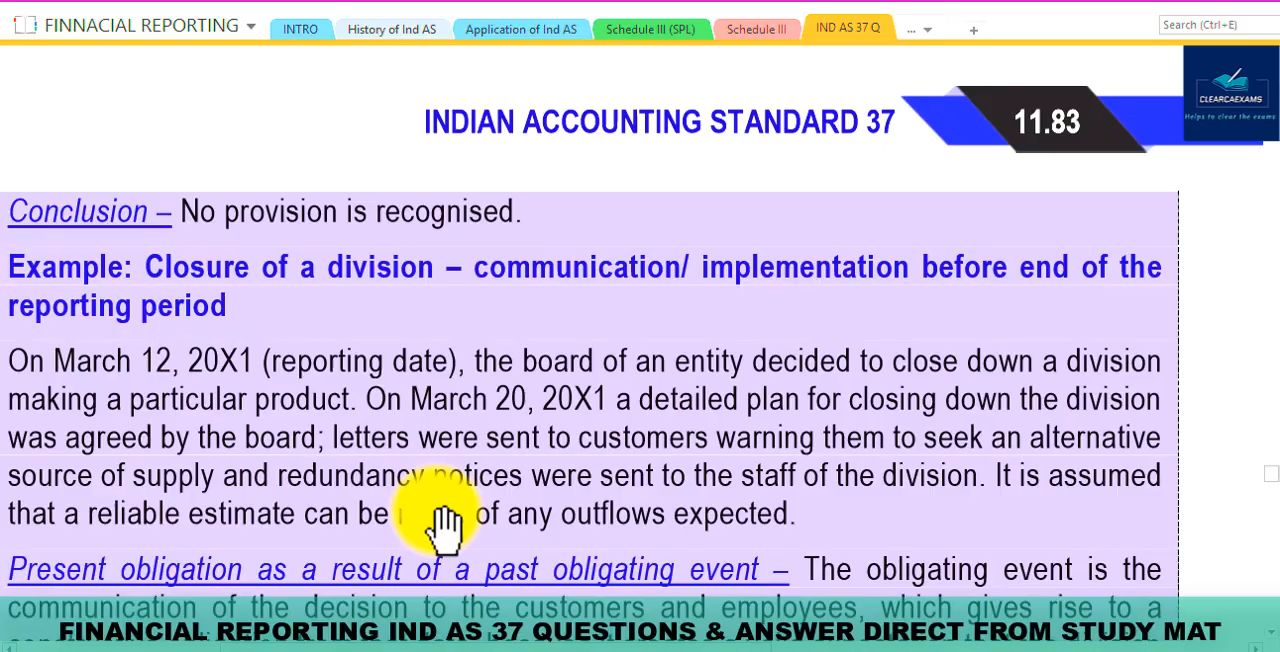 FINNACIAL REPORTING
INTRO
History of Ind AS
Application of Ind AS
Schedule III (SPL)
Schedule III
IND AS 37 Q
...
Search (Ctrl+E)
CLEARCAEXAMS
Helps to clear the exams
INDIAN ACCOUNTING STANDARD 37
11.83
Conclusion – No provision is recognised.
Example: Closure of a division – communication/ implementation before end of the
reporting period
On March 12, 20X1 (reporting date), the board of an entity decided to close down a division
making a particular product. On March 20, 20X1 a detailed plan for closing down the division
was agreed by the board; letters were sent to customers warning them to seek an alternative
source of supply and redundancy notices were sent to the staff of the division. It is assumed
that a reliable estimate can be of any outflows expected.
Present obligation as a result of a past obligating event – The obligating event is the
communication of the decision to the customers and employees, which gives rise to a
FINANCIAL REPORTING IND AS 37 QUESTIONS & ANSWER DIRECT FROM STUDY MAT